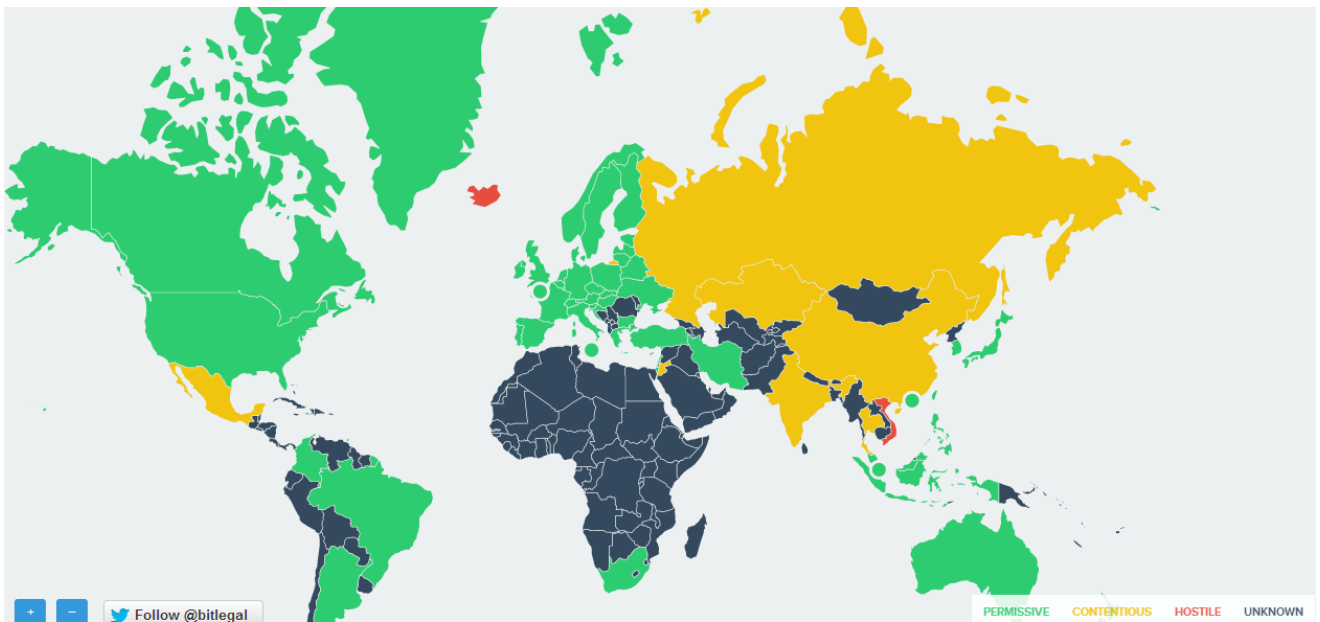 + − Follow @bitlegal
PERMISSIVE CONTENTIOUS HOSTILE UNKNOWN